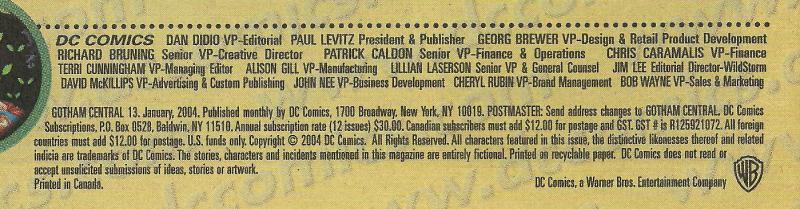 DC COMICS DAN DIDIO VP-Editorial PAUL LEVITZ President & Publisher GEORG BREWER VP-Design & Retail Product Development
RICHARD BRUNING Senior VP-Creative Director PATRICK CALDON Senior VP-Finance & Operations CHRIS CARAMALIS VP-Finance
TERRI CUNNINGHAM VP-Managing Editor ALISON GILL VP-Manufacturing LILLIAN LASERSON Senior VP & General Counsel JIM LEE Editorial Director-WildStorm
DAVID McKILLIPS VP-Advertising & Custom Publishing JOHN NEE VP-Business Development CHERYL RUBIN VP-Brand Management BOB WAYNE VP-Sales & Marketing
GOTHAM CENTRAL 13. January, 2004. Published monthly by DC Comics, 1700 Broadway, New York, NY 10019. POSTMASTER: Send address changes to GOTHAM CENTRAL. DC Comics
Subscriptions, P.O. Box 0528, Baldwin, NY 11510. Annual subscription rate (12 issues) $30.00. Canadian subscribers must add $12.00 for postage and GST. GST # is R125921072. All foreign
countries must add $12.00 for postage. U.S. funds only. Copyright © 2004 DC Comics. All Rights Reserved. All characters featured in this issue, the distinctive likenesses thereof and related
indicia are trademarks of DC Comics. The stories, characters and incidents mentioned in this magazine are entirely fictional. Printed on recyclable paper. DC Comics does not read or
accept unsolicited submissions of ideas, stories or artwork.
Printed in Canada.
DC Comics, a Warner Bros. Entertainment Company
WB